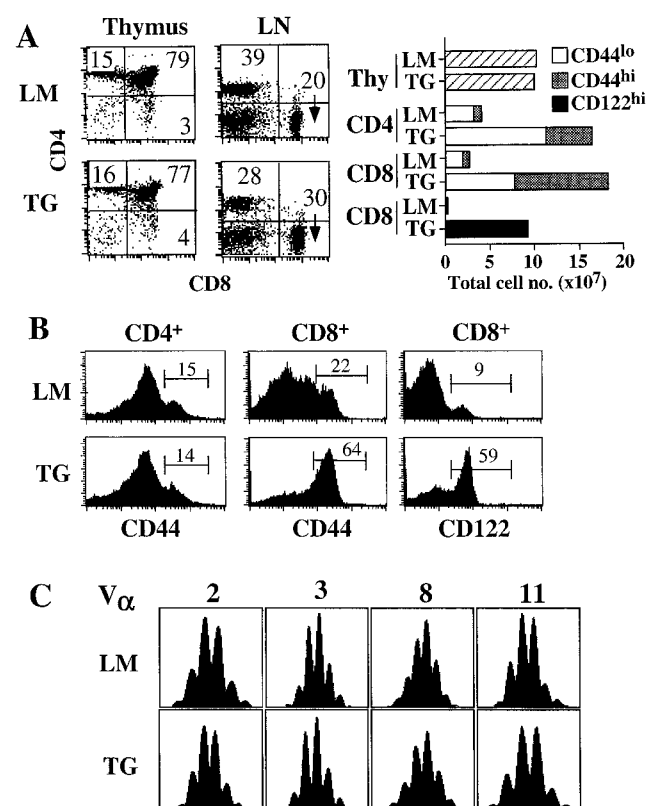 A
Thymus
LN
LM
TG
CD4
CD8
15
79
3
39
20
16
77
4
28
30
CD44lo
CD44hi
CD122hi
Thy
LM
TG
CD4
LM
TG
CD8
LM
TG
CD8
LM
TG
0 5 10 15 20
Total cell no. (x10⁷)
B
CD4⁺ CD8⁺ CD8⁺
LM
15
22
9
TG
14
64
59
CD44 CD44 CD122
C
Vα 2 3 8 11
LM
TG